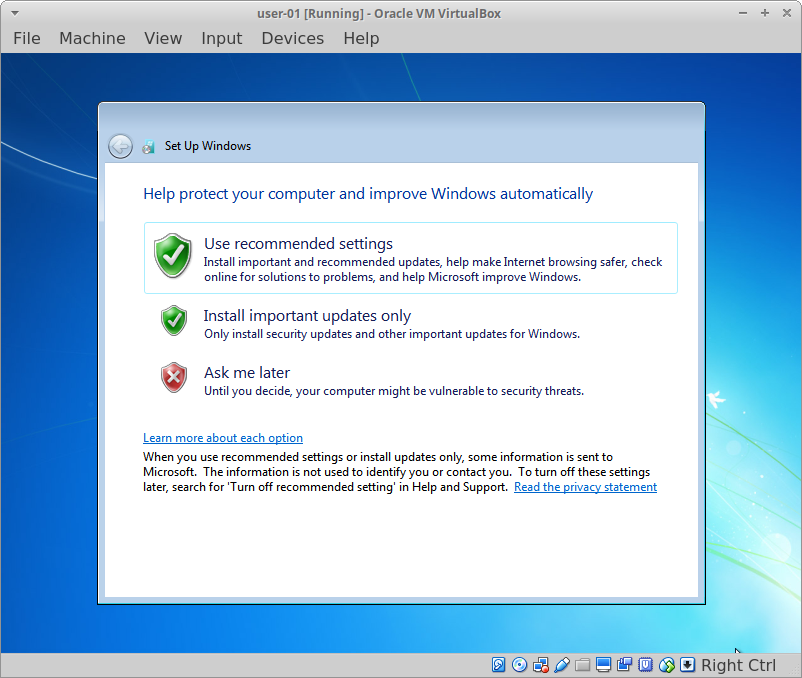 user-01 [Running] - Oracle VM VirtualBox
File Machine View Input Devices Help
Set Up Windows
Help protect your computer and improve Windows automatically
Use recommended settings
Install important and recommended updates, help make Internet browsing safer, check
online for solutions to problems, and help Microsoft improve Windows.
Install important updates only
Only install security updates and other important updates for Windows.
Ask me later
Until you decide, your computer might be vulnerable to security threats.
Learn more about each option
When you use recommended settings or install updates only, some information is sent to
Microsoft. The information is not used to identify you or contact you. To turn off these settings
later, search for 'Turn off recommended setting' in Help and Support. Read the privacy statement
Right Ctrl